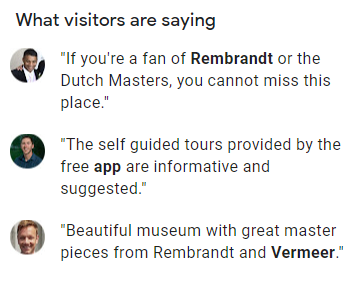 What visitors are saying
"If you're a fan of Rembrandt or the
Dutch Masters, you cannot miss this
place."
"The self guided tours provided by the
free app are informative and
suggested."
"Beautiful museum with great master
pieces from Rembrandt and Vermeer."